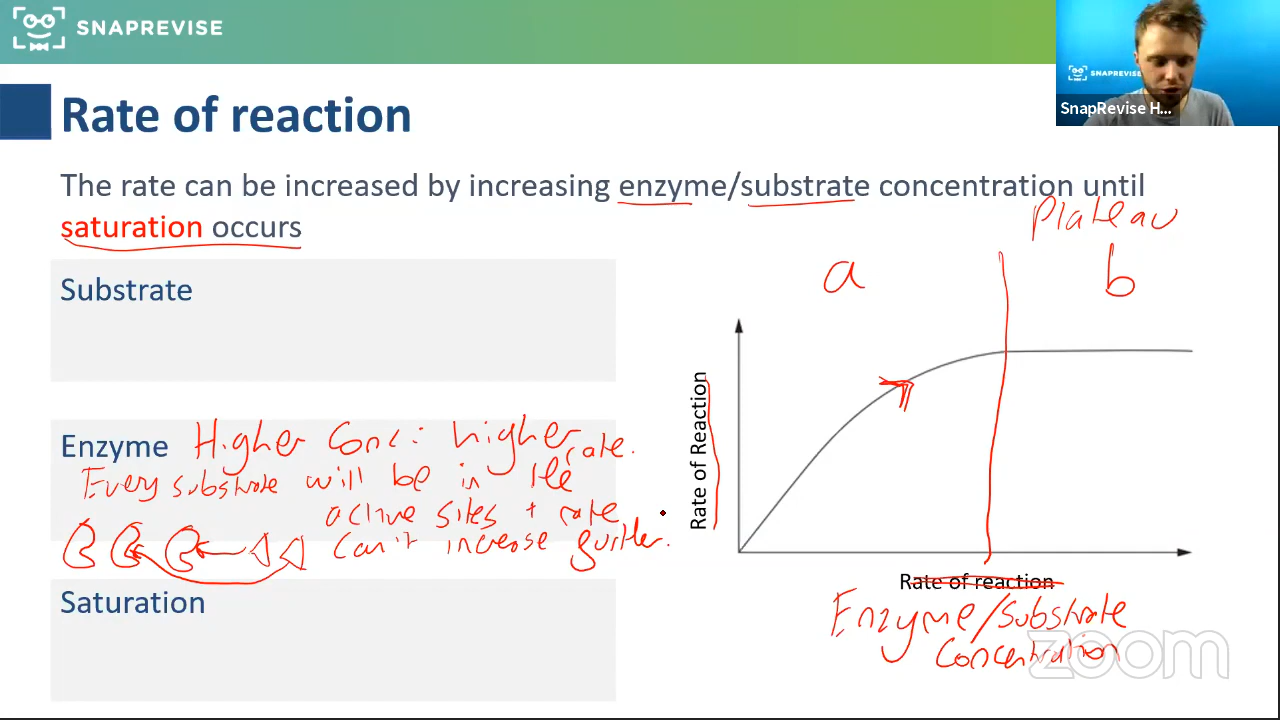 SNAPREVISE
SNAPREVISE
SnapRevise H...
Rate of reaction
The rate can be increased by increasing enzyme/substrate concentration until
saturation occurs
Plateau
a
b
Substrate
Enzyme Higher Conc: higher rate.
Every substrate will be in the
active sites + rate
can't increase further.
Saturation
Rate of Reaction
Rate of reaction
Enzyme/Substrate
Concentration
zoom